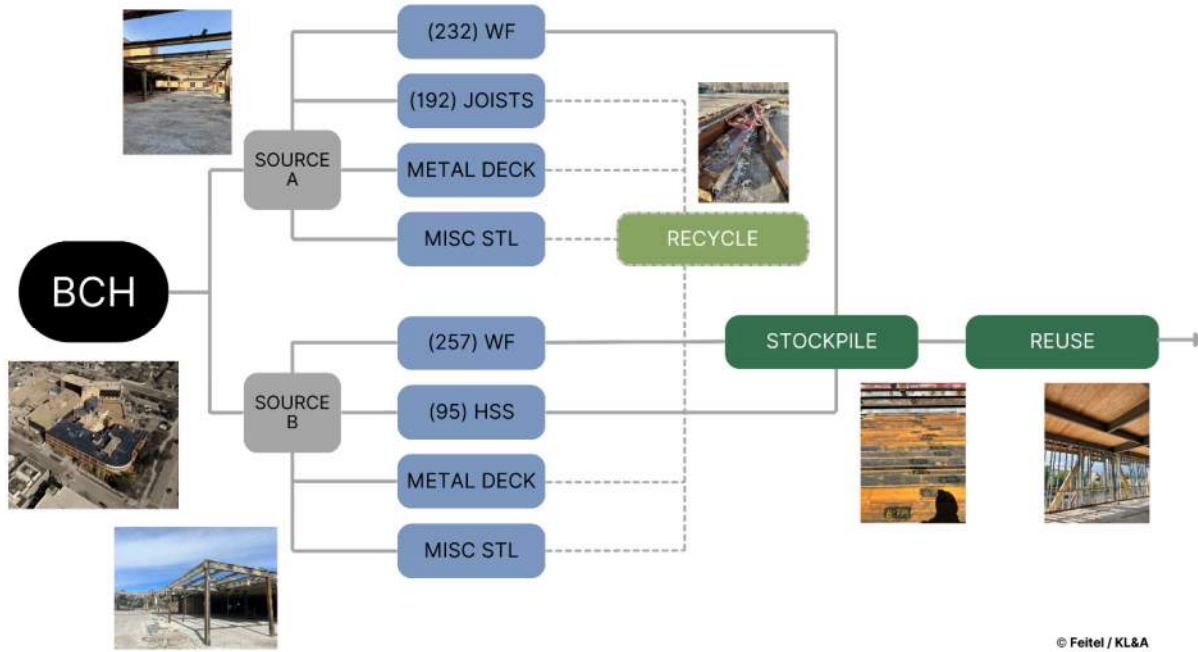 (232) WF
(192) JOISTS
SOURCE
A
METAL DECK
MISC STL
RECYCLE
BCH
(257) WF
STOCKPILE
REUSE
SOURCE
B
(95) HSS
METAL DECK
MISC STL
© Feitel / KL&A